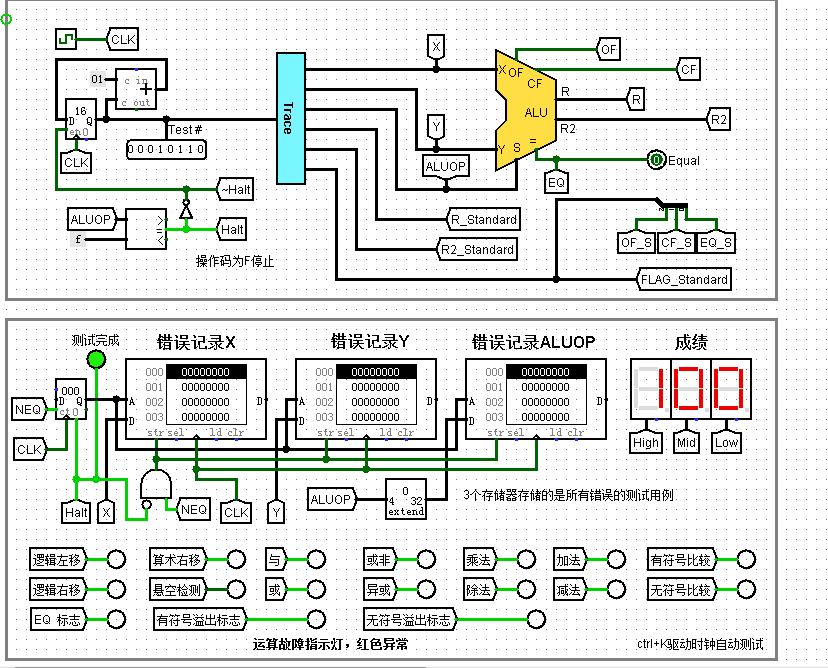 CLK
X
OF
CF
01
c in
c out
X OF
CF
R
R
ALU
R2
R2
16
D Q
en 0
Trace
Test#
00010110
Y
Y S =
CLK
ALUOP
EQ
Equal
~Halt
ALUOP
f
>
=
<
Halt
R_Standard
R2_Standard
操作码为F停止
OF_S CF_S EQ_S
FLAG_Standard
测试完成
错误记录X
错误记录Y
错误记录ALUOP
成绩
000 00000000
001 00000000
002 00000000
003 00000000
A
D
D
str sel ld clr
000 00000000
001 00000000
002 00000000
003 00000000
A
D
D
str sel ld clr
000 00000000
001 00000000
002 00000000
003 00000000
A
D
D
str sel ld clr
100
High Mid Low
NEQ
000
D Q
ct 0
CLK
Halt
X
NEQ
CLK
Y
ALUOP
0
4 32
extend
3个存储器存储的是所有错误的测试用例
逻辑左移 算术右移 与 或非 乘法 加法 有符号比较
逻辑右移 悬空检测 或 异或 除法 减法 无符号比较
EQ 标志 有符号溢出标志 无符号溢出标志
运算故障指示灯，红色异常
ctrl+K驱动时钟自动测试